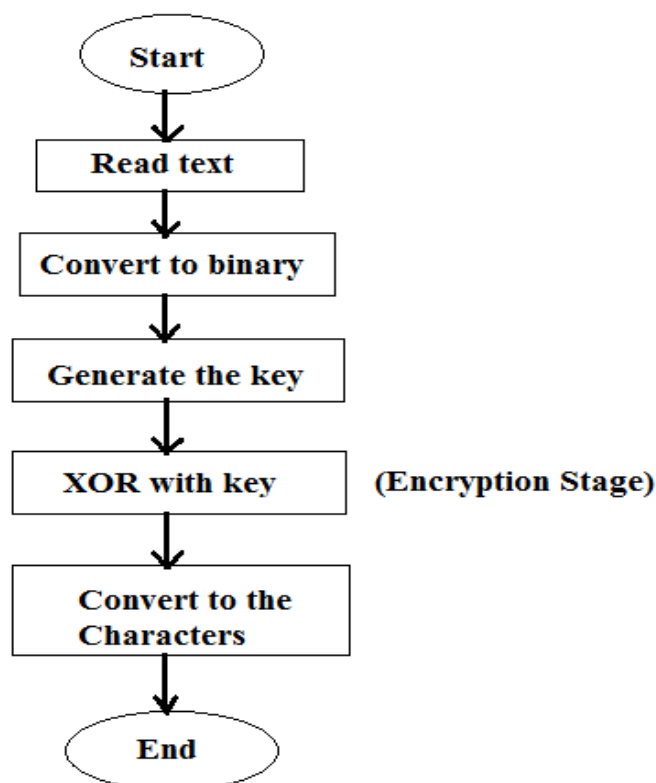 Start
Read text
Convert to binary
Generate the key
XOR with key (Encryption Stage)
Convert to the
Characters
End